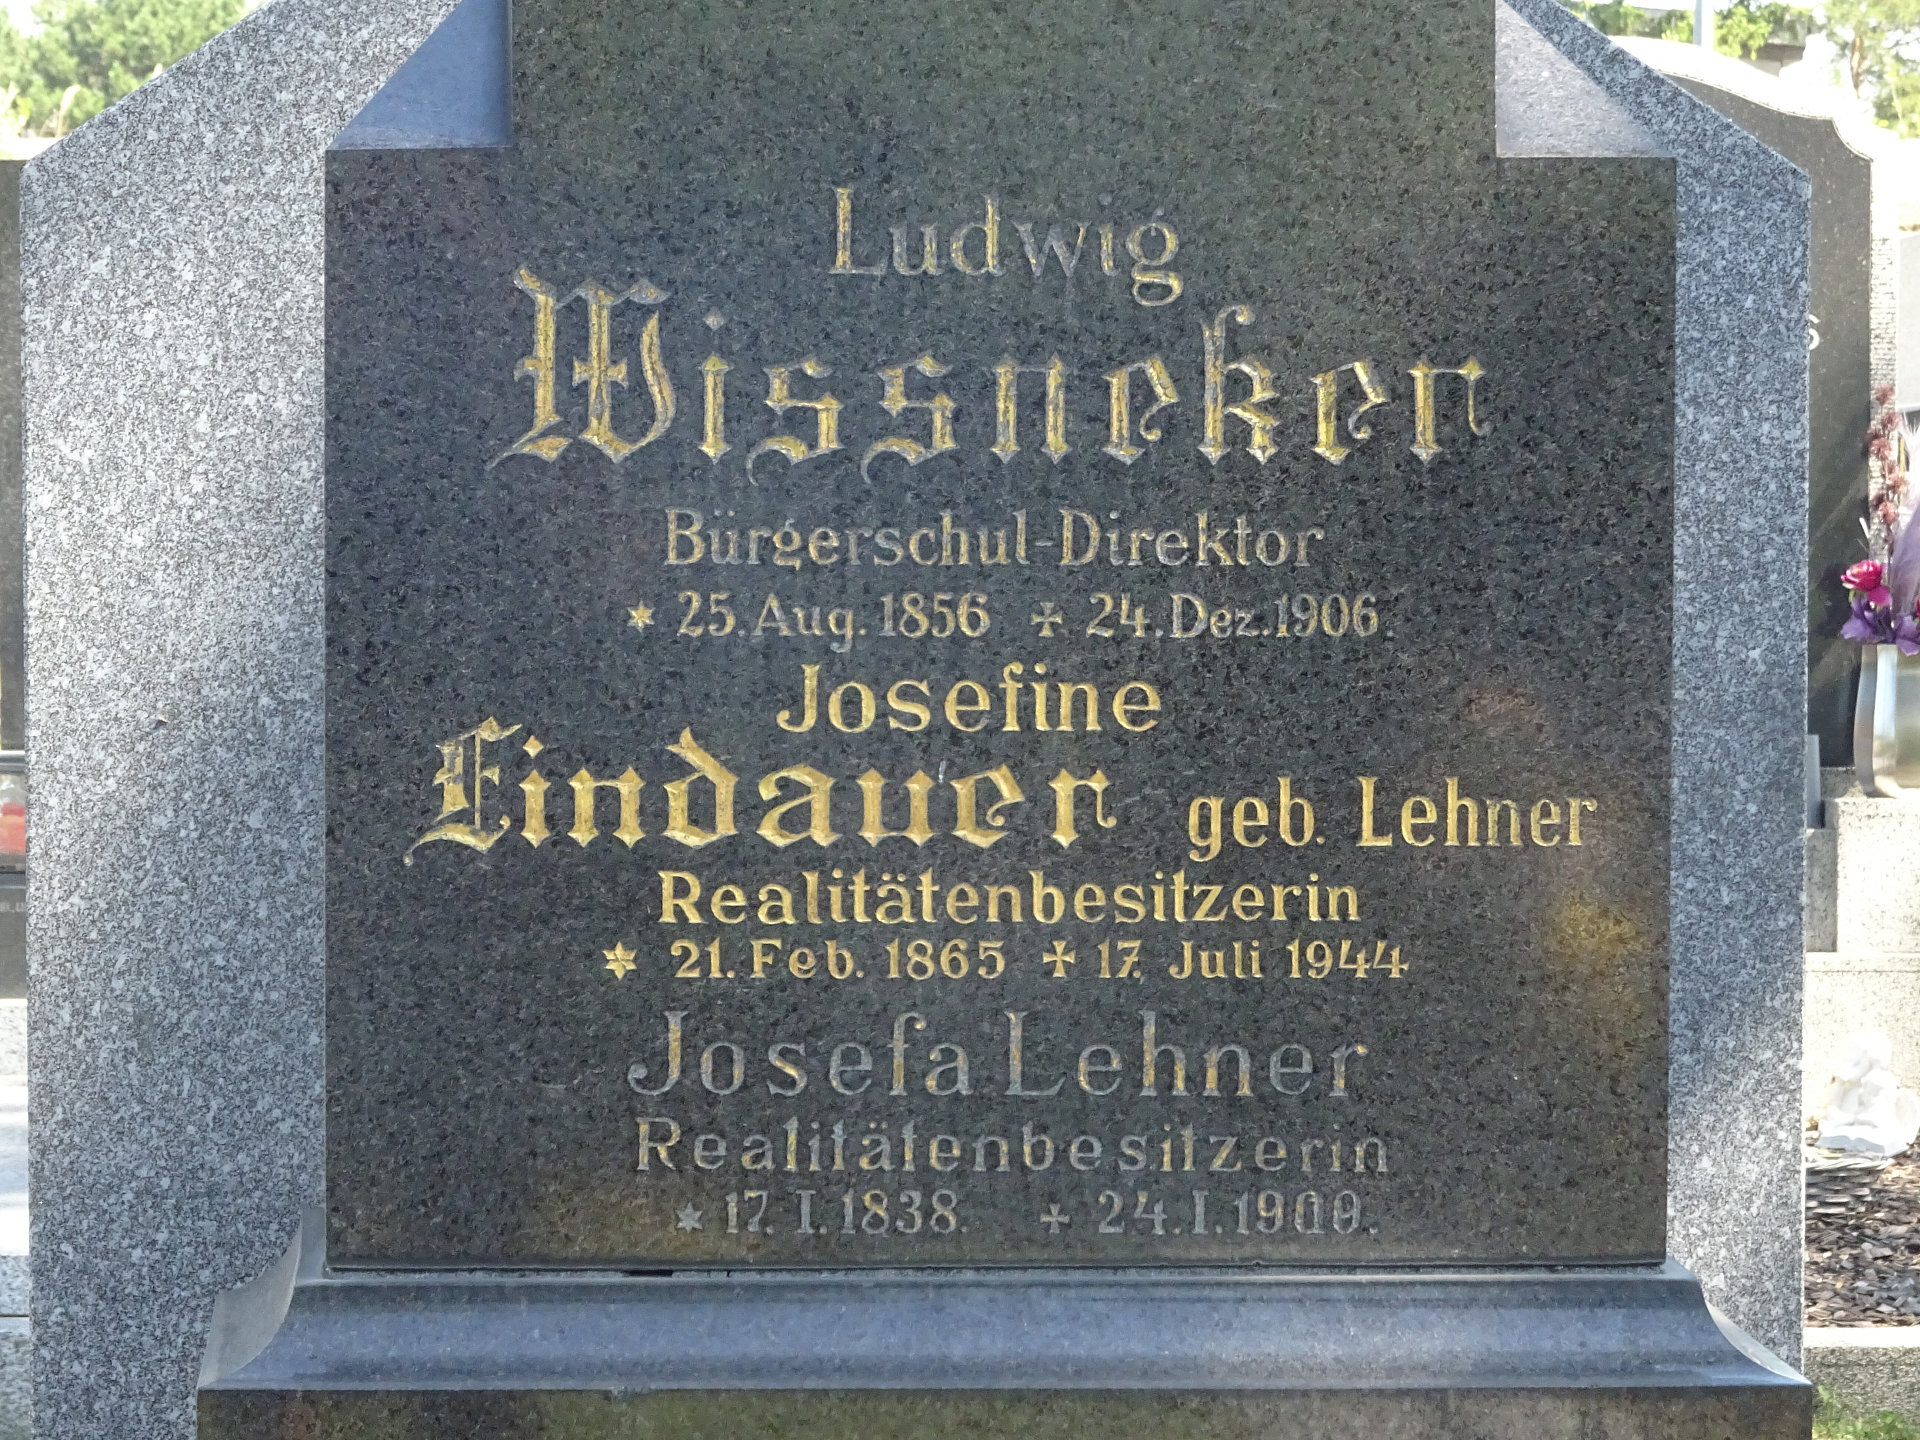 Ludwig
Wissneker
Bürgerschul-Direktor
* 25. Aug. 1856 + 24. Dez. 1906.
Josefine
Lindauer geb. Lehner
Realitätenbesitzerin
* 21. Feb. 1865 + 17. Juli 1944
Josefa Lehner
Realitätenbesitzerin
* 17. I. 1838. + 24. I.